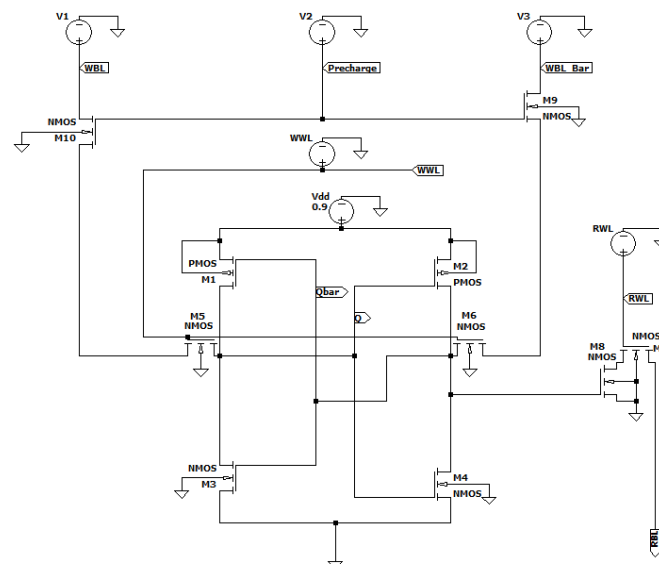 V1
V2
V3
WBL
Precharge
WBL_Bar
M9
NMOS
M10
NMOS
WWL
WWL
Vdd
0.9
RWL
PMOS
M1
M2
PMOS
Qbar
Q
RWL
M5
NMOS
M6
NMOS
NMOS
M8
NMOS
NMOS
M3
M4
NMOS
RBL